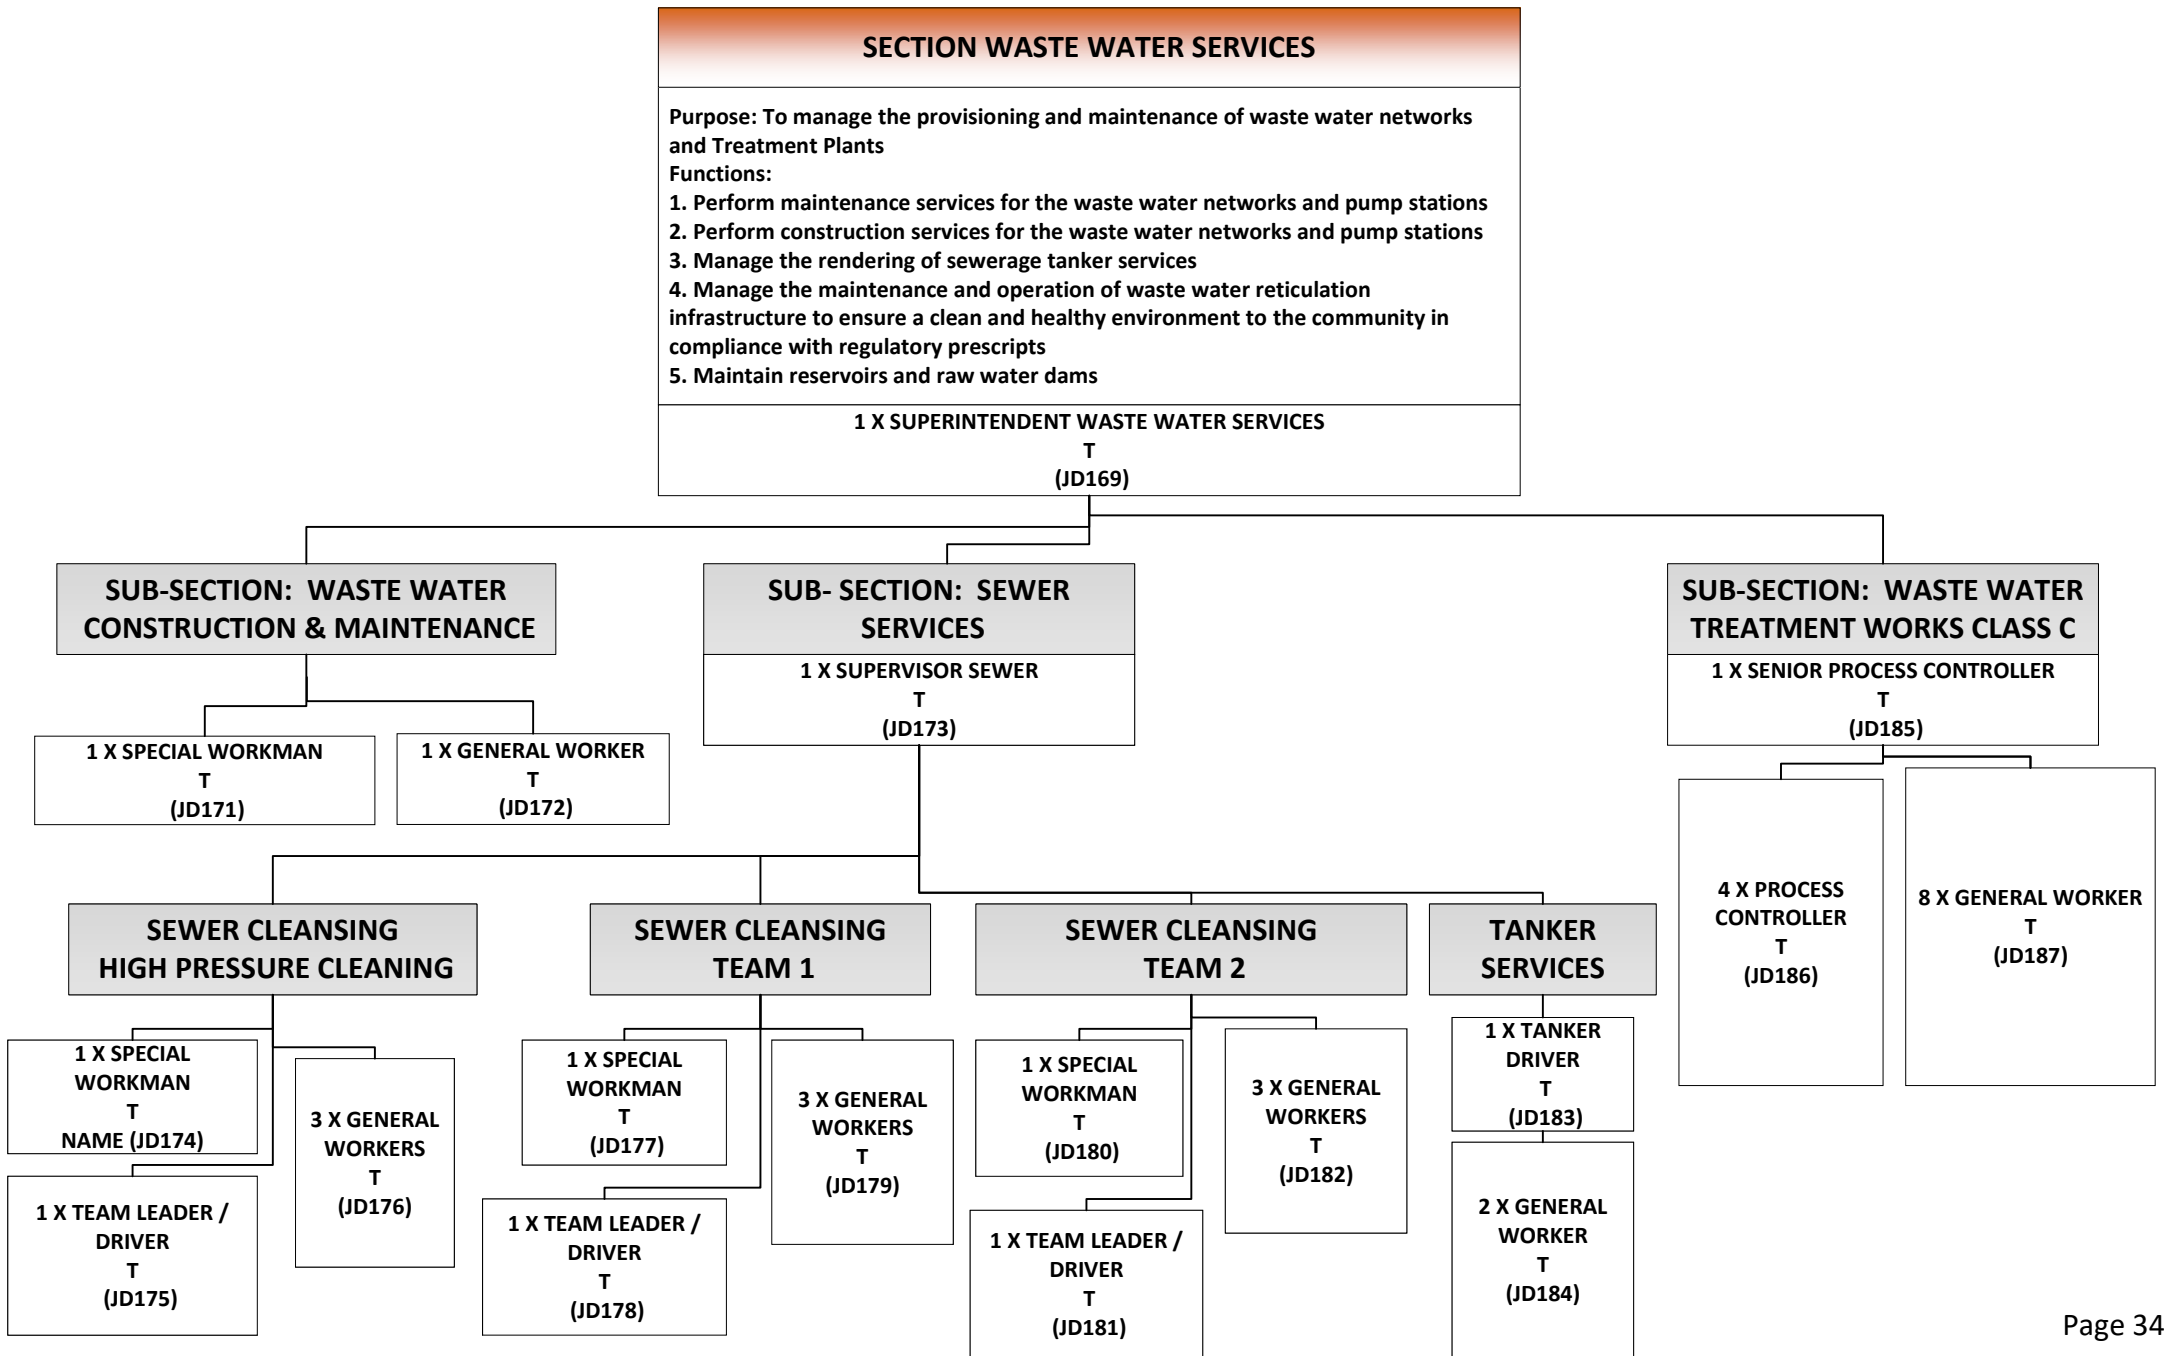 SECTION WASTE WATER SERVICES
Purpose: To manage the provisioning and maintenance of waste water networks
and Treatment Plants
Functions:
1. Perform maintenance services for the waste water networks and pump stations
2. Perform construction services for the waste water networks and pump stations
3. Manage the rendering of sewerage tanker services
4. Manage the maintenance and operation of waste water reticulation
infrastructure to ensure a clean and healthy environment to the community in
compliance with regulatory prescripts
5. Maintain reservoirs and raw water dams
1 X SUPERINTENDENT WASTE WATER SERVICES
T
(JD169)
SUB-SECTION: WASTE WATER
CONSTRUCTION & MAINTENANCE
1 X SPECIAL WORKMAN
T
(JD171)
1 X GENERAL WORKER
T
(JD172)
SUB- SECTION: SEWER
SERVICES
1 X SUPERVISOR SEWER
T
(JD173)
SUB-SECTION: WASTE WATER
TREATMENT WORKS CLASS C
1 X SENIOR PROCESS CONTROLLER
T
(JD185)
4 X PROCESS
CONTROLLER
T
(JD186)
8 X GENERAL WORKER
T
(JD187)
SEWER CLEANSING
HIGH PRESSURE CLEANING
1 X SPECIAL
WORKMAN
T
NAME (JD174)
1 X TEAM LEADER /
DRIVER
T
(JD175)
3 X GENERAL
WORKERS
T
(JD176)
SEWER CLEANSING
TEAM 1
1 X SPECIAL
WORKMAN
T
(JD177)
1 X TEAM LEADER /
DRIVER
T
(JD178)
3 X GENERAL
WORKERS
T
(JD179)
SEWER CLEANSING
TEAM 2
1 X SPECIAL
WORKMAN
T
(JD180)
1 X TEAM LEADER /
DRIVER
T
(JD181)
3 X GENERAL
WORKERS
T
(JD182)
TANKER
SERVICES
1 X TANKER
DRIVER
T
(JD183)
2 X GENERAL
WORKER
T
(JD184)
Page 34